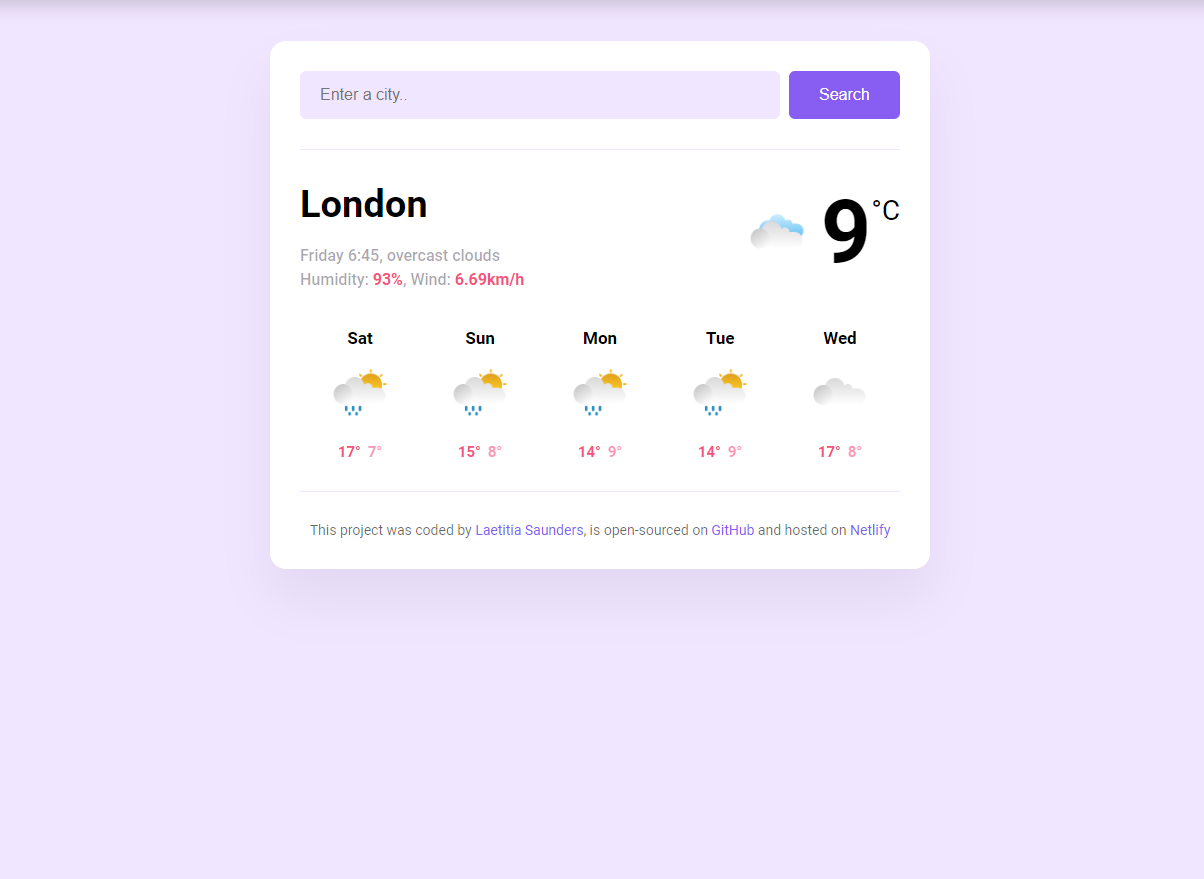 Enter a city..
Search
London
9 °C
Friday 6:45, overcast clouds
Humidity: 93%, Wind: 6.69km/h
Sat Sun Mon Tue Wed
17° 7° 15° 8° 14° 9° 14° 9° 17° 8°
This project was coded by Laetitia Saunders, is open-sourced on GitHub and hosted on Netlify